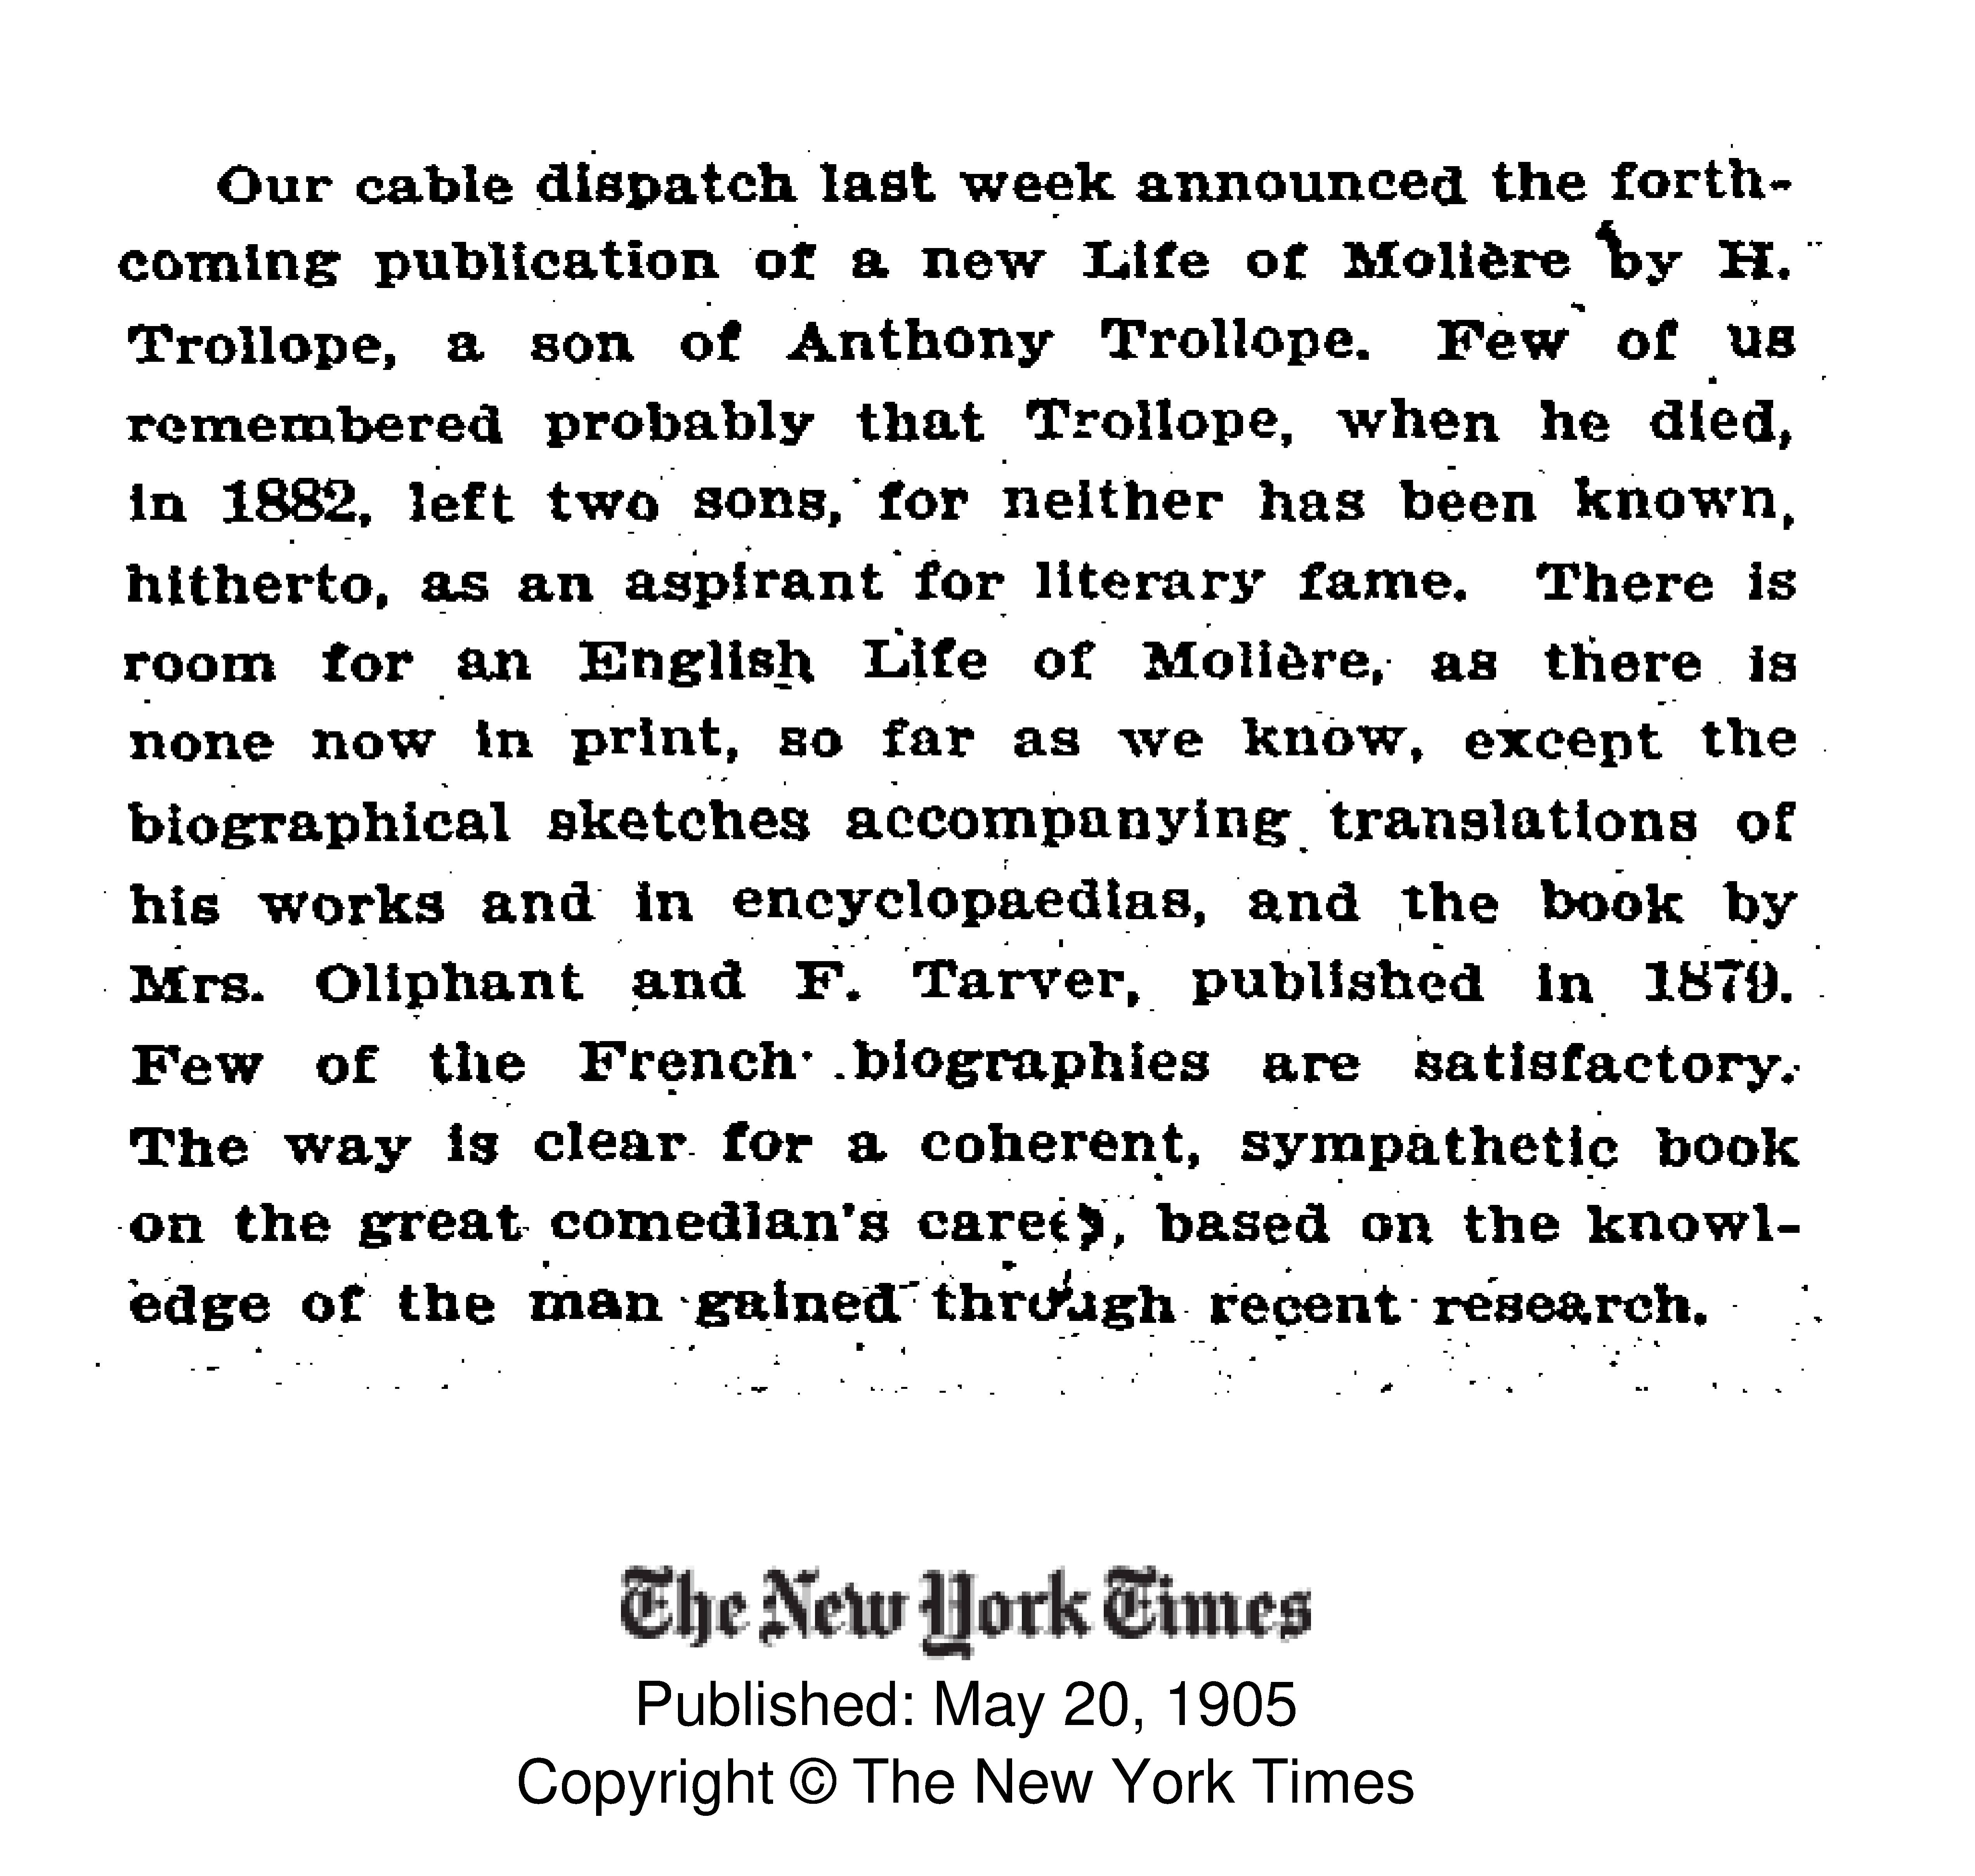 Our cable dispatch last week announced the forth-
coming publication of a new Life of Molière by H.
Trollope, a son of Anthony Trollope. Few of us
remembered probably that Trollope, when he died,
in 1882, left two sons, for neither has been known,
hitherto, as an aspirant for literary fame. There is
room for an English Life of Molière, as there is
none now in print, so far as we know, except the
biographical sketches accompanying translations of
his works and in encyclopaedias, and the book by
Mrs. Oliphant and F. Tarver, published in 1879.
Few of the French biographies are satisfactory.
The way is clear for a coherent, sympathetic book
on the great comedian's career, based on the knowl-
edge of the man gained through recent research.
The New York Times
Published: May 20, 1905
Copyright © The New York Times